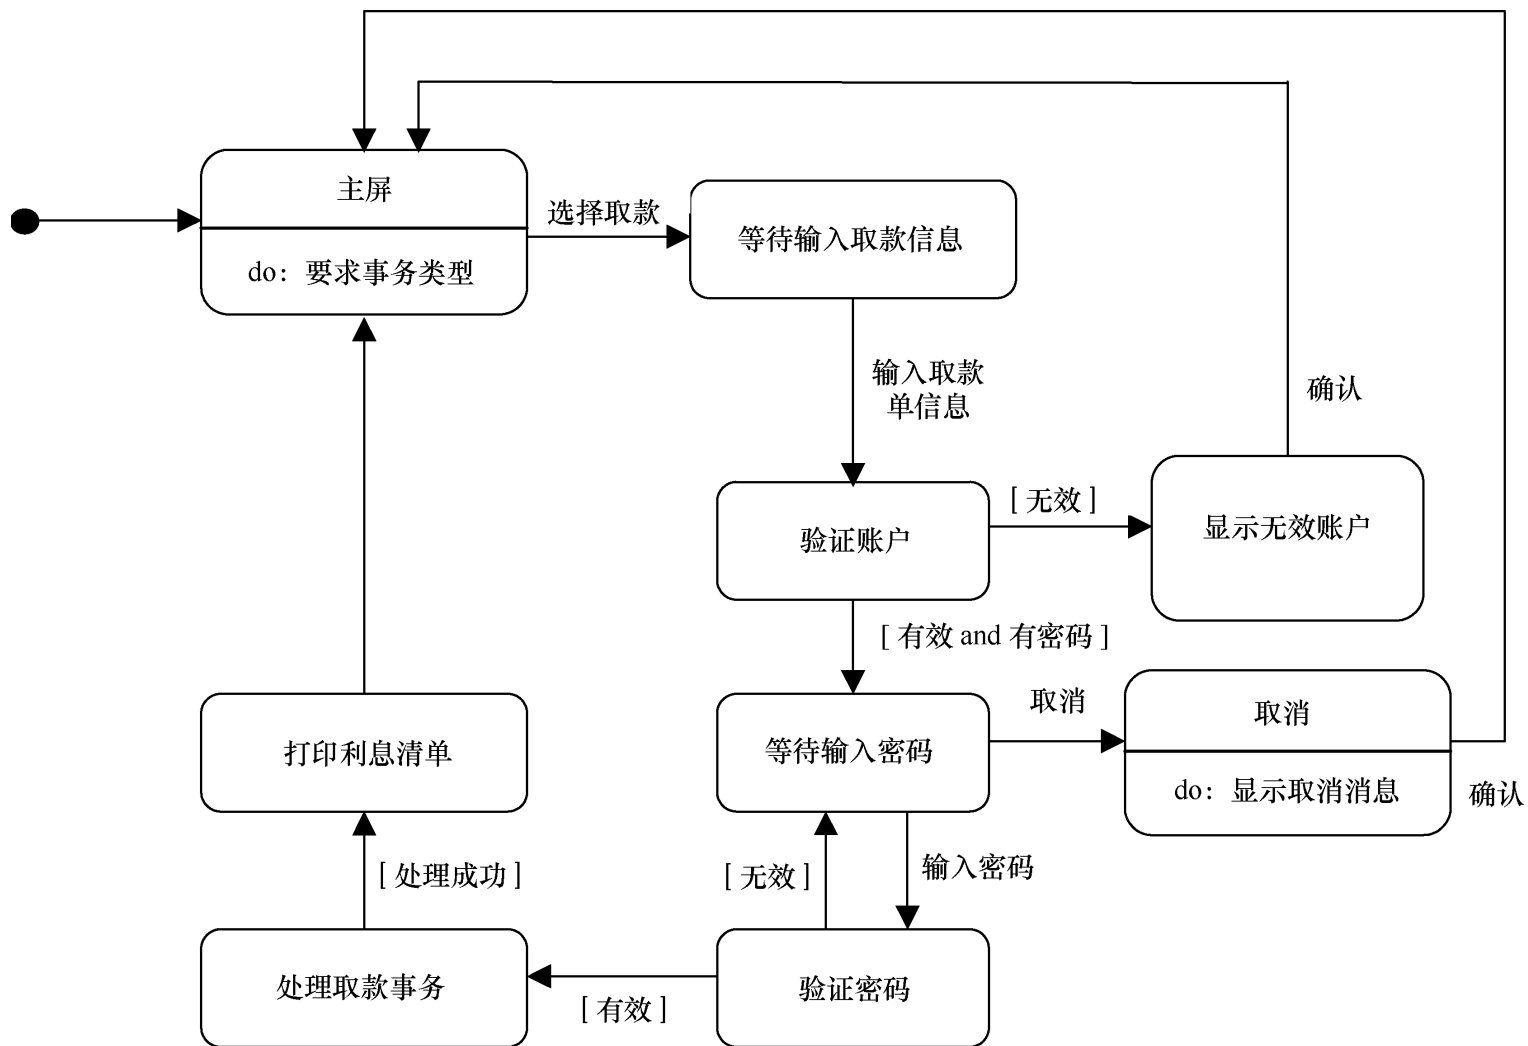 主屏
选择取款
等待输入取款信息
do: 要求事务类型
输入取款
单信息
确认
[ 无效 ]
显示无效账户
验证账户
[ 有效 and 有密码 ]
取消
取消
打印利息清单
等待输入密码
do: 显示取消消息
确认
[ 处理成功 ]
[ 无效 ]
输入密码
处理取款事务
验证密码
[ 有效 ]